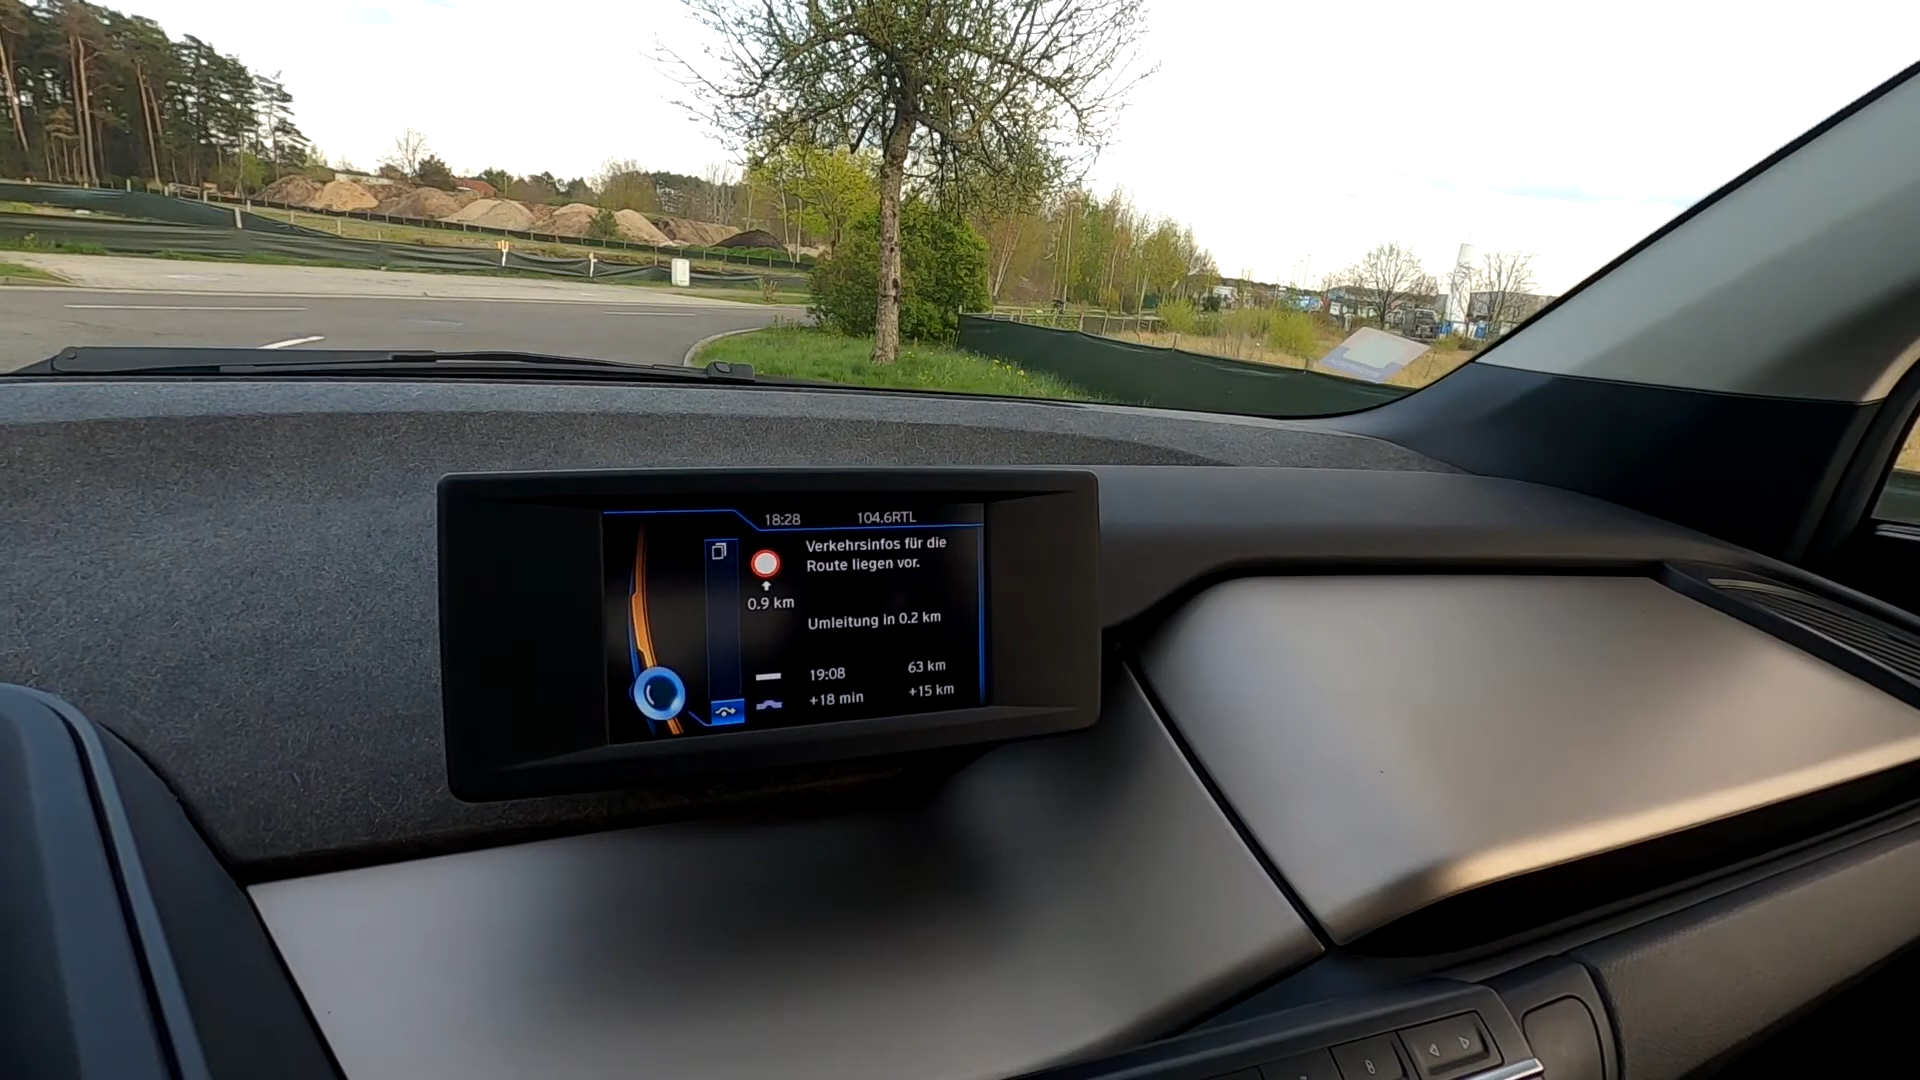 18:28 104.6RTL
Verkehrsinfos für die
Route liegen vor.
0.9 km
Umleitung in 0.2 km
19:08 63 km
+18 min +15 km
8